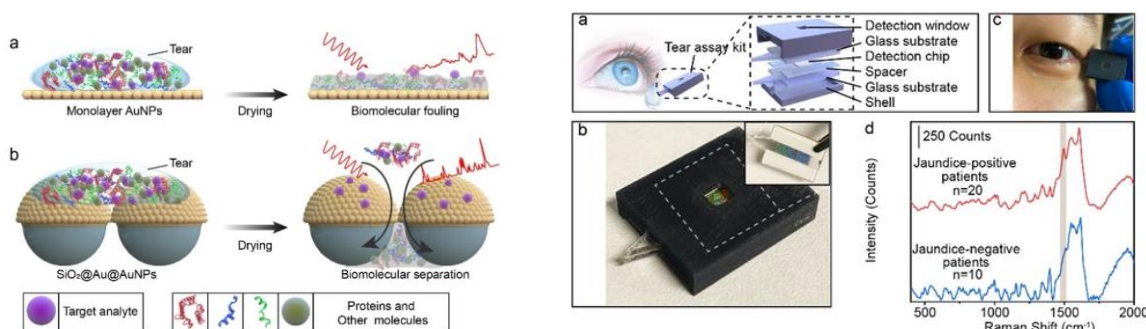 a
Tear
Monolayer AuNPs
Drying
Biomolecular fouling
b
Tear
SiO₂@Au@AuNPs
Drying
Biomolecular separation
Target analyte
Proteins and
Other molecules
a
Tear assay kit
Detection window
Glass substrate
Detection chip
Spacer
Glass substrate
Shell
c
b
d
250 Counts
Jaundice-positive
patients
n=20
Jaundice-negative
patients
n=10
Intensity (Counts)
500
1000
1500
2000
Raman Shift (cm⁻¹)